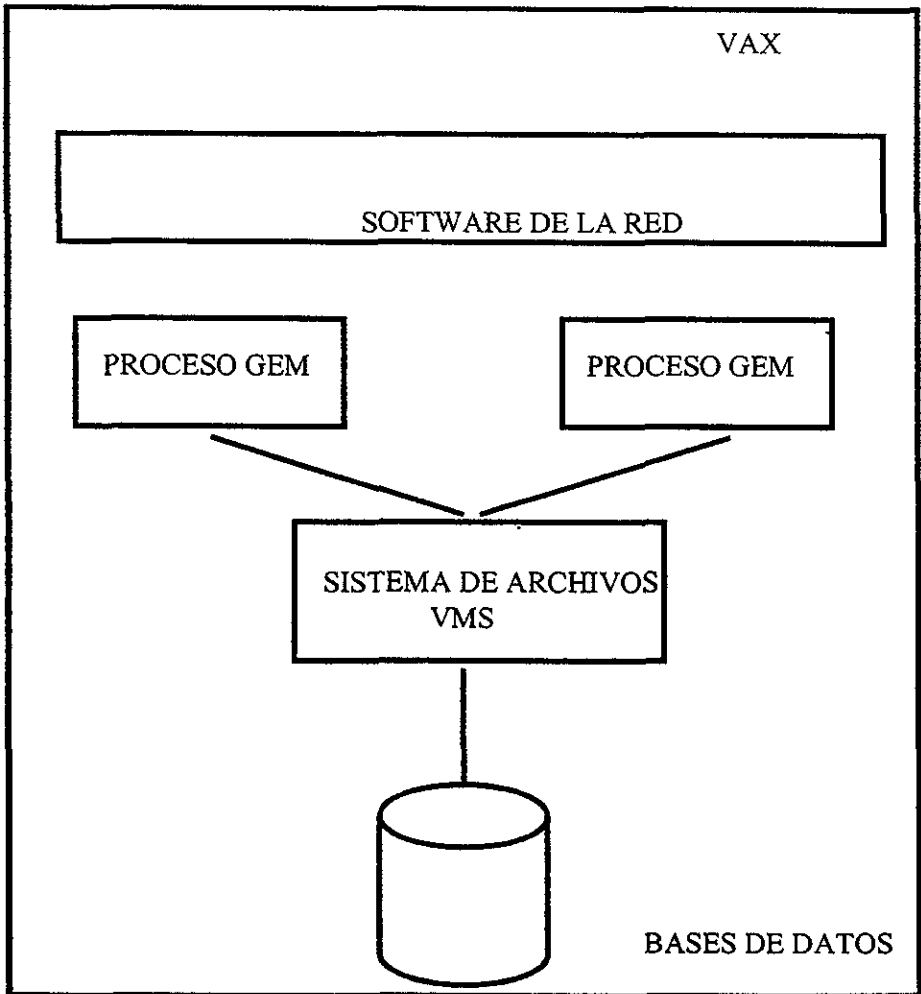 VAX
SOFTWARE DE LA RED
PROCESO GEM
PROCESO GEM
SISTEMA DE ARCHIVOS
VMS
BASES DE DATOS